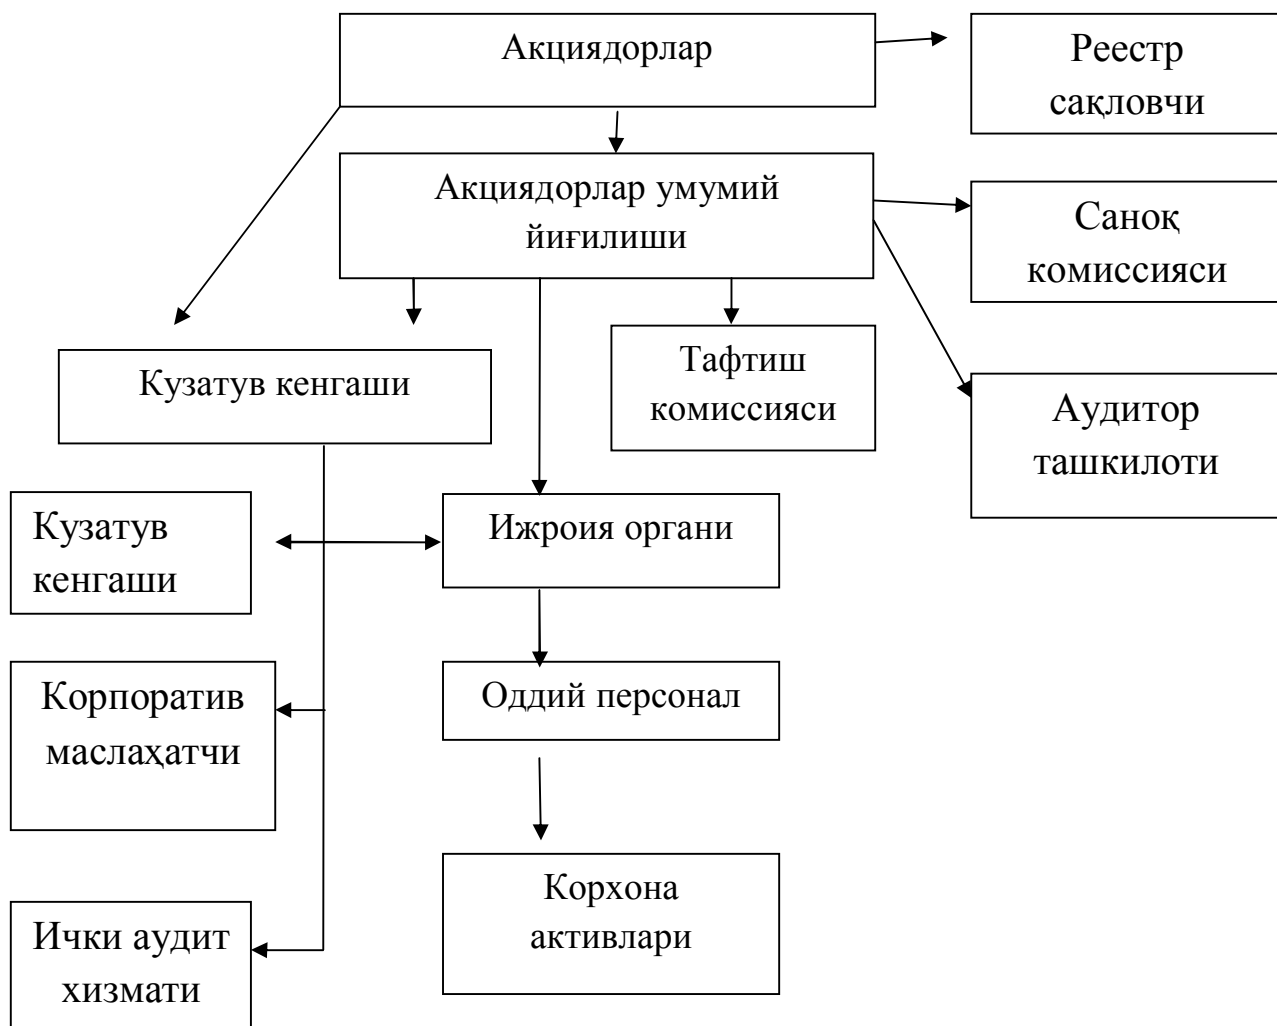 Акциядорлар
Реестр
сақловчи
Акциядорлар умумий
йиғилиши
Саноқ
комиссияси
Кузатув кенгаши
Тафтиш
комиссияси
Аудитор
ташкилоти
Кузатув
кенгаши
Ижроия органи
Корпоратив
маслаҳатчи
Оддий персонал
Корхона
активлари
Ички аудит
хизмати